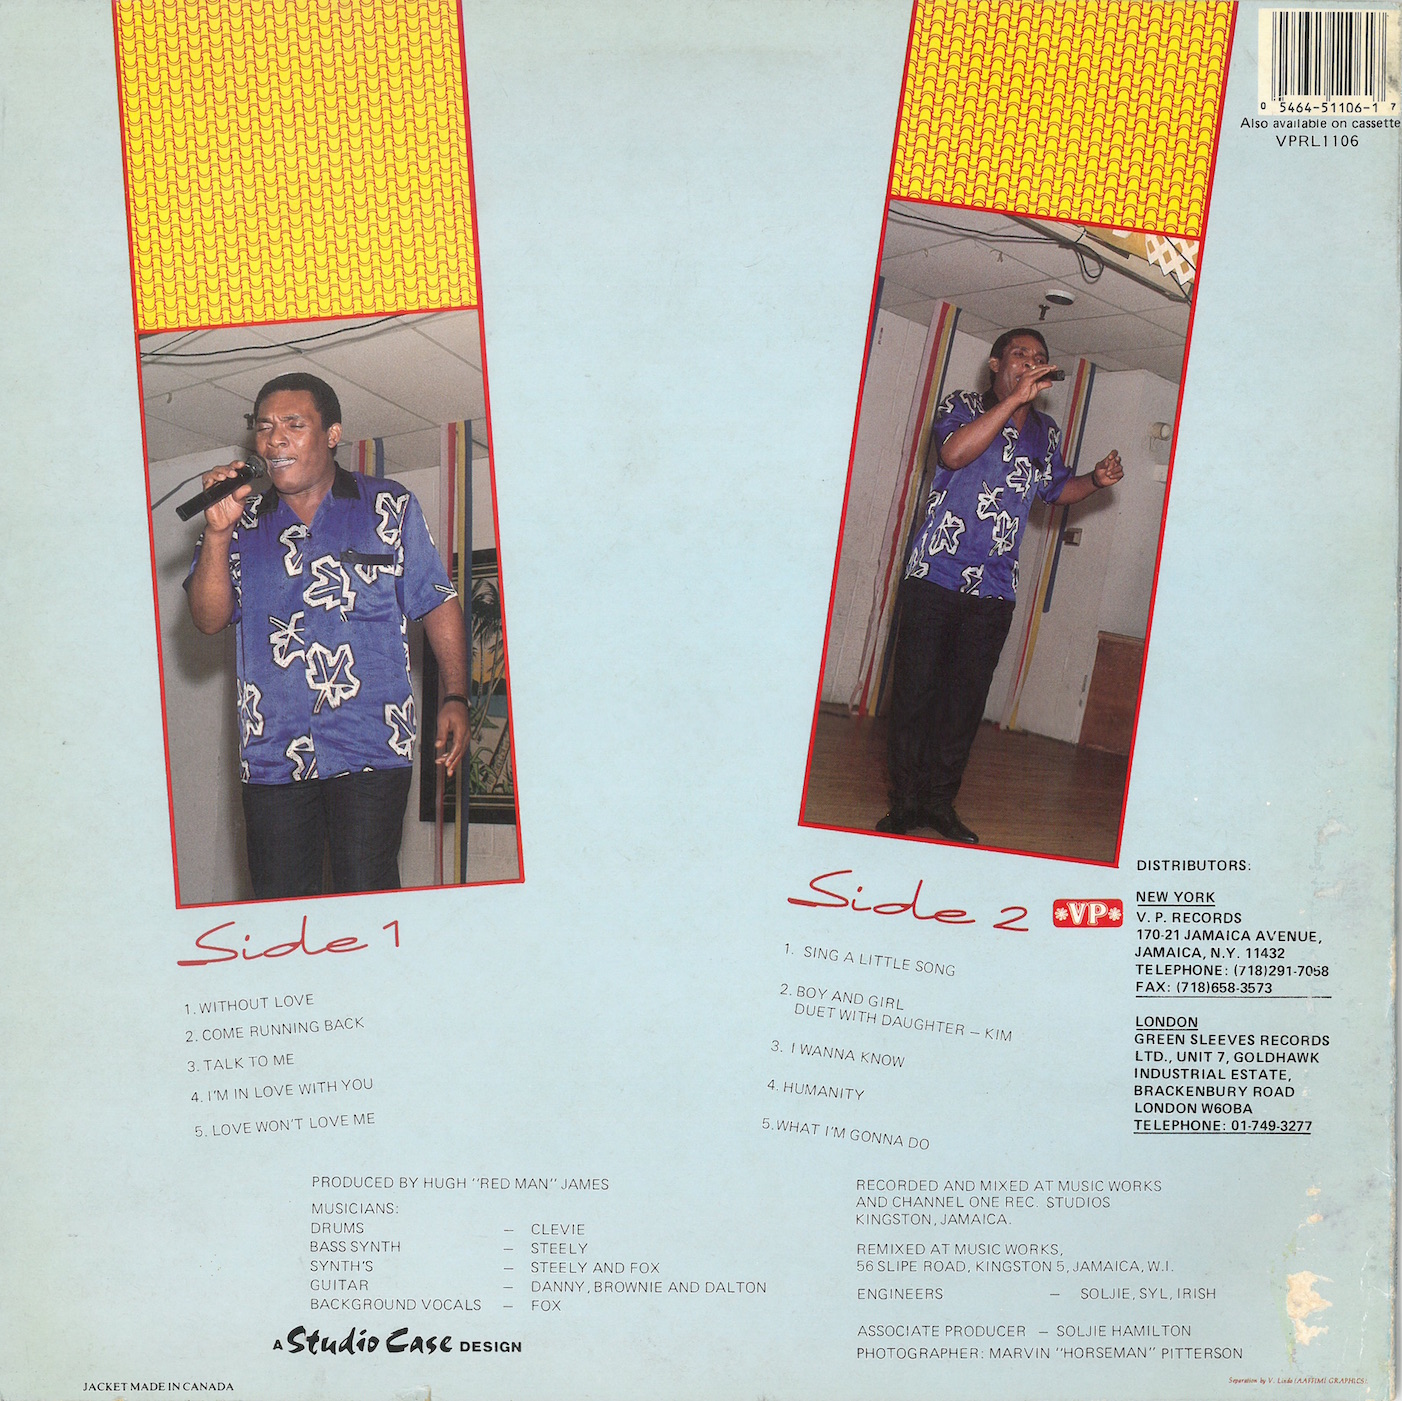 0 5464-51106-1 7
Also available on cassette
VPRL1106
Side 1
1. WITHOUT LOVE
2. COME RUNNING BACK
3. TALK TO ME
4. I'M IN LOVE WITH YOU
5. LOVE WON'T LOVE ME
Side 2
1. SING A LITTLE SONG
2. BOY AND GIRL
DUET WITH DAUGHTER – KIM
3. I WANNA KNOW
4. HUMANITY
5. WHAT I'M GONNA DO
*VP*
DISTRIBUTORS:
NEW YORK
V. P. RECORDS
170-21 JAMAICA AVENUE,
JAMAICA, N.Y. 11432
TELEPHONE: (718)291-7058
FAX: (718)658-3573
LONDON
GREEN SLEEVES RECORDS
LTD., UNIT 7, GOLDHAWK
INDUSTRIAL ESTATE,
BRACKENBURY ROAD
LONDON W6OBA
TELEPHONE: 01-749-3277
PRODUCED BY HUGH "RED MAN" JAMES
MUSICIANS:
DRUMS – CLEVIE
BASS SYNTH – STEELY
SYNTH'S – STEELY AND FOX
GUITAR – DANNY, BROWNIE AND DALTON
BACKGROUND VOCALS – FOX
A Studio Case DESIGN
JACKET MADE IN CANADA
RECORDED AND MIXED AT MUSIC WORKS
AND CHANNEL ONE REC. STUDIOS
KINGSTON, JAMAICA.
REMIXED AT MUSIC WORKS,
56 SLIPE ROAD, KINGSTON 5, JAMAICA, W.I.
ENGINEERS – SOLJIE, SYL, IRISH
ASSOCIATE PRODUCER – SOLJIE HAMILTON
PHOTOGRAPHER: MARVIN "HORSEMAN" PITTERSON
Separation by V. Linda GRAPHICS